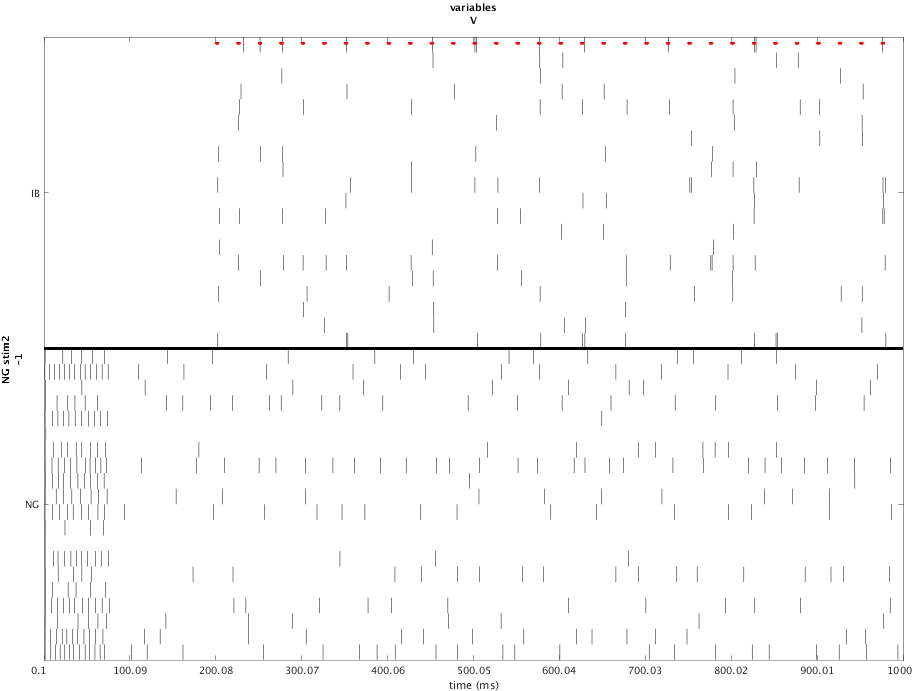 variables
V
IB
NG stim2
-1
NG
0.1
100.09
200.08
300.07
400.06
500.05
600.04
700.03
800.02
900.01
1000
time (ms)